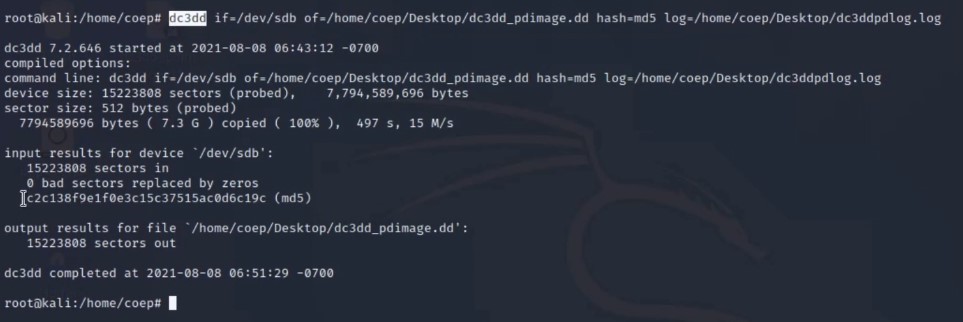 root@kali:/home/coep# dc3dd if=/dev/sdb of=/home/coep/Desktop/dc3dd_pdimage.dd hash=md5 log=/home/coep/Desktop/dc3ddpdlog.log
dc3dd 7.2.646 started at 2021-08-08 06:43:12 -0700
compiled options:
command line: dc3dd if=/dev/sdb of=/home/coep/Desktop/dc3dd_pdimage.dd hash=md5 log=/home/coep/Desktop/dc3ddpdlog.log
device size: 15223808 sectors (probed),    7,794,589,696 bytes
sector size: 512 bytes (probed)
7794589696 bytes ( 7.3 G ) copied ( 100% ),  497 s, 15 M/s
input results for device `/dev/sdb':
15223808 sectors in
0 bad sectors replaced by zeros
c2c138f9e1f0e3c15c37515ac0d6c19c (md5)
output results for file `/home/coep/Desktop/dc3dd_pdimage.dd':
15223808 sectors out
dc3dd completed at 2021-08-08 06:51:29 -0700
root@kali:/home/coep#